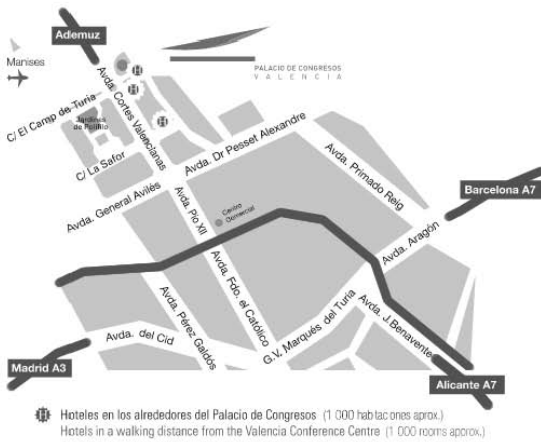 Ademuz
Manises
PALACIO DE CONGRESOS
VALENCIA
H
H
H
Avda. Cortes Valencianas
C/ El Camp de Turia
Jardines
de Polifilo
C/ La Safor
Avda. Dr Pesset Alexandre
Avda. General Avilés
Avda. Primado Reig
Barcelona A7
Avda. Pio XII
Centro
Comercial
Avda. Aragón
Avda. Fdo. el Católico
Avda. Pérez Galdós
G.V. Marqués del Turia
Avda. J. Benavente
Avda. del Cid
Madrid A3
Alicante A7
H Hoteles en los alrededores del Palacio de Congresos (1 000 habitaciones aprox.)
Hotels in a walking distance from the Valencia Conference Centre (1 000 rooms approx.)